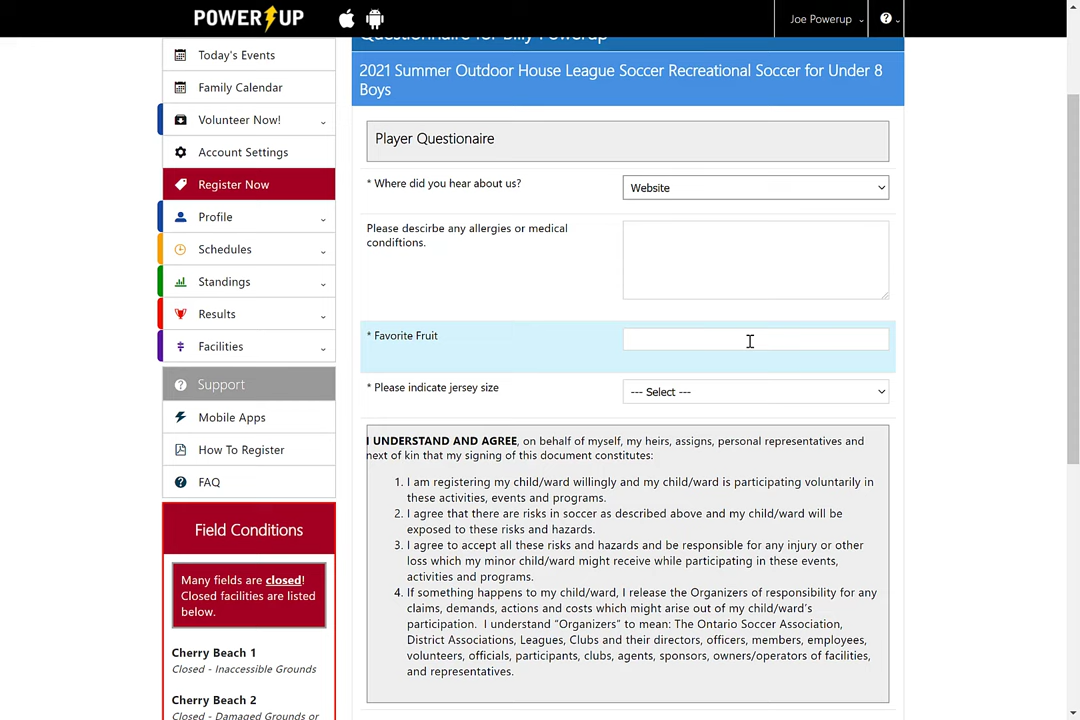 POWER UP
Joe Powerup
Questionnaire for Billy Powerup
2021 Summer Outdoor House League Soccer Recreational Soccer for Under 8
Boys
Today's Events
Family Calendar
Volunteer Now!
Account Settings
Register Now
Profile
Schedules
Standings
Results
Facilities
Support
Mobile Apps
How To Register
FAQ
Field Conditions
Many fields are closed!
Closed facilities are listed
below.
Cherry Beach 1
Closed - Inaccessible Grounds
Cherry Beach 2
Closed - Damaged Grounds or
Player Questionaire
* Where did you hear about us?
Website
Please descirbe any allergies or medical
condiftions.
* Favorite Fruit
* Please indicate jersey size
--- Select ---
I UNDERSTAND AND AGREE, on behalf of myself, my heirs, assigns, personal representatives and
next of kin that my signing of this document constitutes:
1. I am registering my child/ward willingly and my child/ward is participating voluntarily in
these activities, events and programs.
2. I agree that there are risks in soccer as described above and my child/ward will be
exposed to these risks and hazards.
3. I agree to accept all these risks and hazards and be responsible for any injury or other
loss which my minor child/ward might receive while participating in these events,
activities and programs.
4. If something happens to my child/ward, I release the Organizers of responsibility for any
claims, demands, actions and costs which might arise out of my child/ward's
participation. I understand "Organizers" to mean: The Ontario Soccer Association,
District Associations, Leagues, Clubs and their directors, officers, members, employees,
volunteers, officials, participants, clubs, agents, sponsors, owners/operators of facilities,
and representatives.